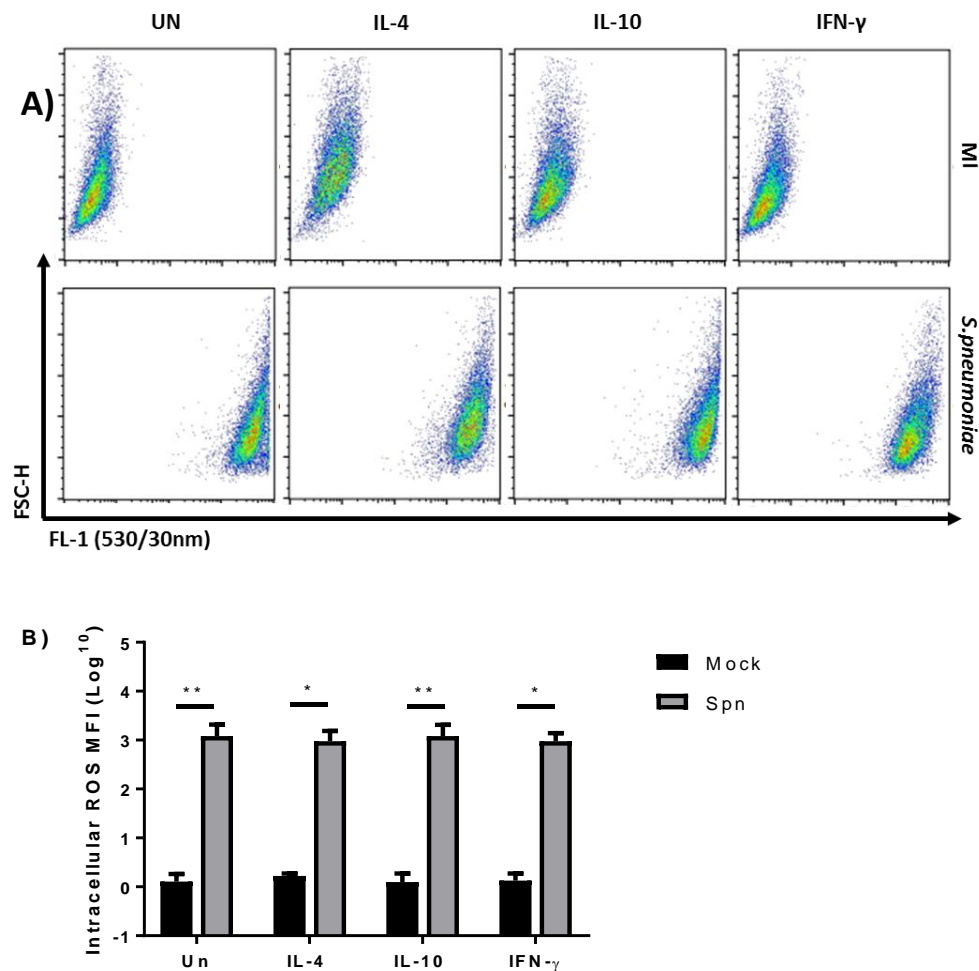 UN IL-4 IL-10 IFN-γ
A)
MI
S.pneumoniae
FSC-H
FL-1 (530/30nm)
B)
Intracellular ROS MFI (Log¹⁰)
5
4
3
2
1
0
-1
** * ** *
Mock
Spn
Un IL-4 IL-10 IFN-γ